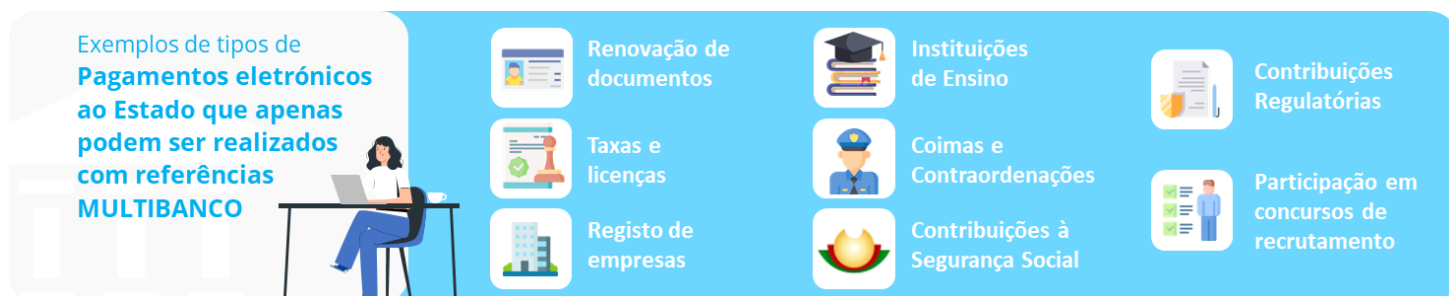 Exemplos de tipos de
Pagamentos eletrónicos
ao Estado que apenas
podem ser realizados
com referências
MULTIBANCO
Renovação de
documentos
Taxas e
licenças
Registo de
empresas
Instituições
de Ensino
Coimas e
Contraordenações
Contribuições à
Segurança Social
Contribuições
Regulatórias
Participação em
concursos de
recrutamento